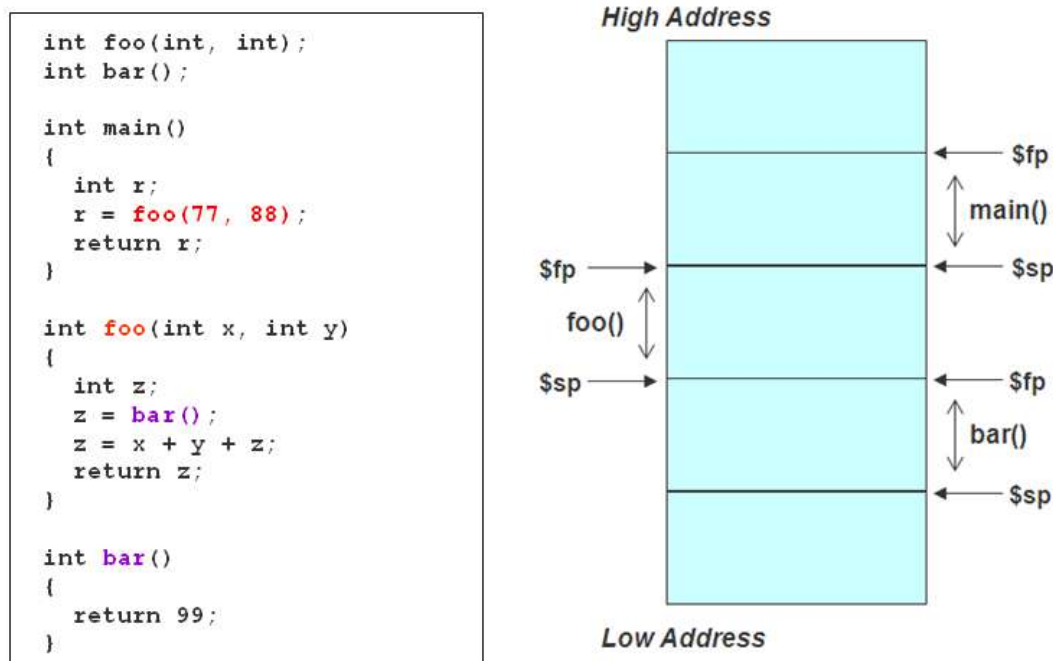 int foo(int, int);
int bar();
int main()
{
int r;
r = foo(77, 88);
return r;
}
int foo(int x, int y)
{
int z;
z = bar();
z = x + y + z;
return z;
}
int bar()
{
return 99;
}
High Address
$fp
main()
$fp
$sp
foo()
$sp
$fp
bar()
$sp
Low Address